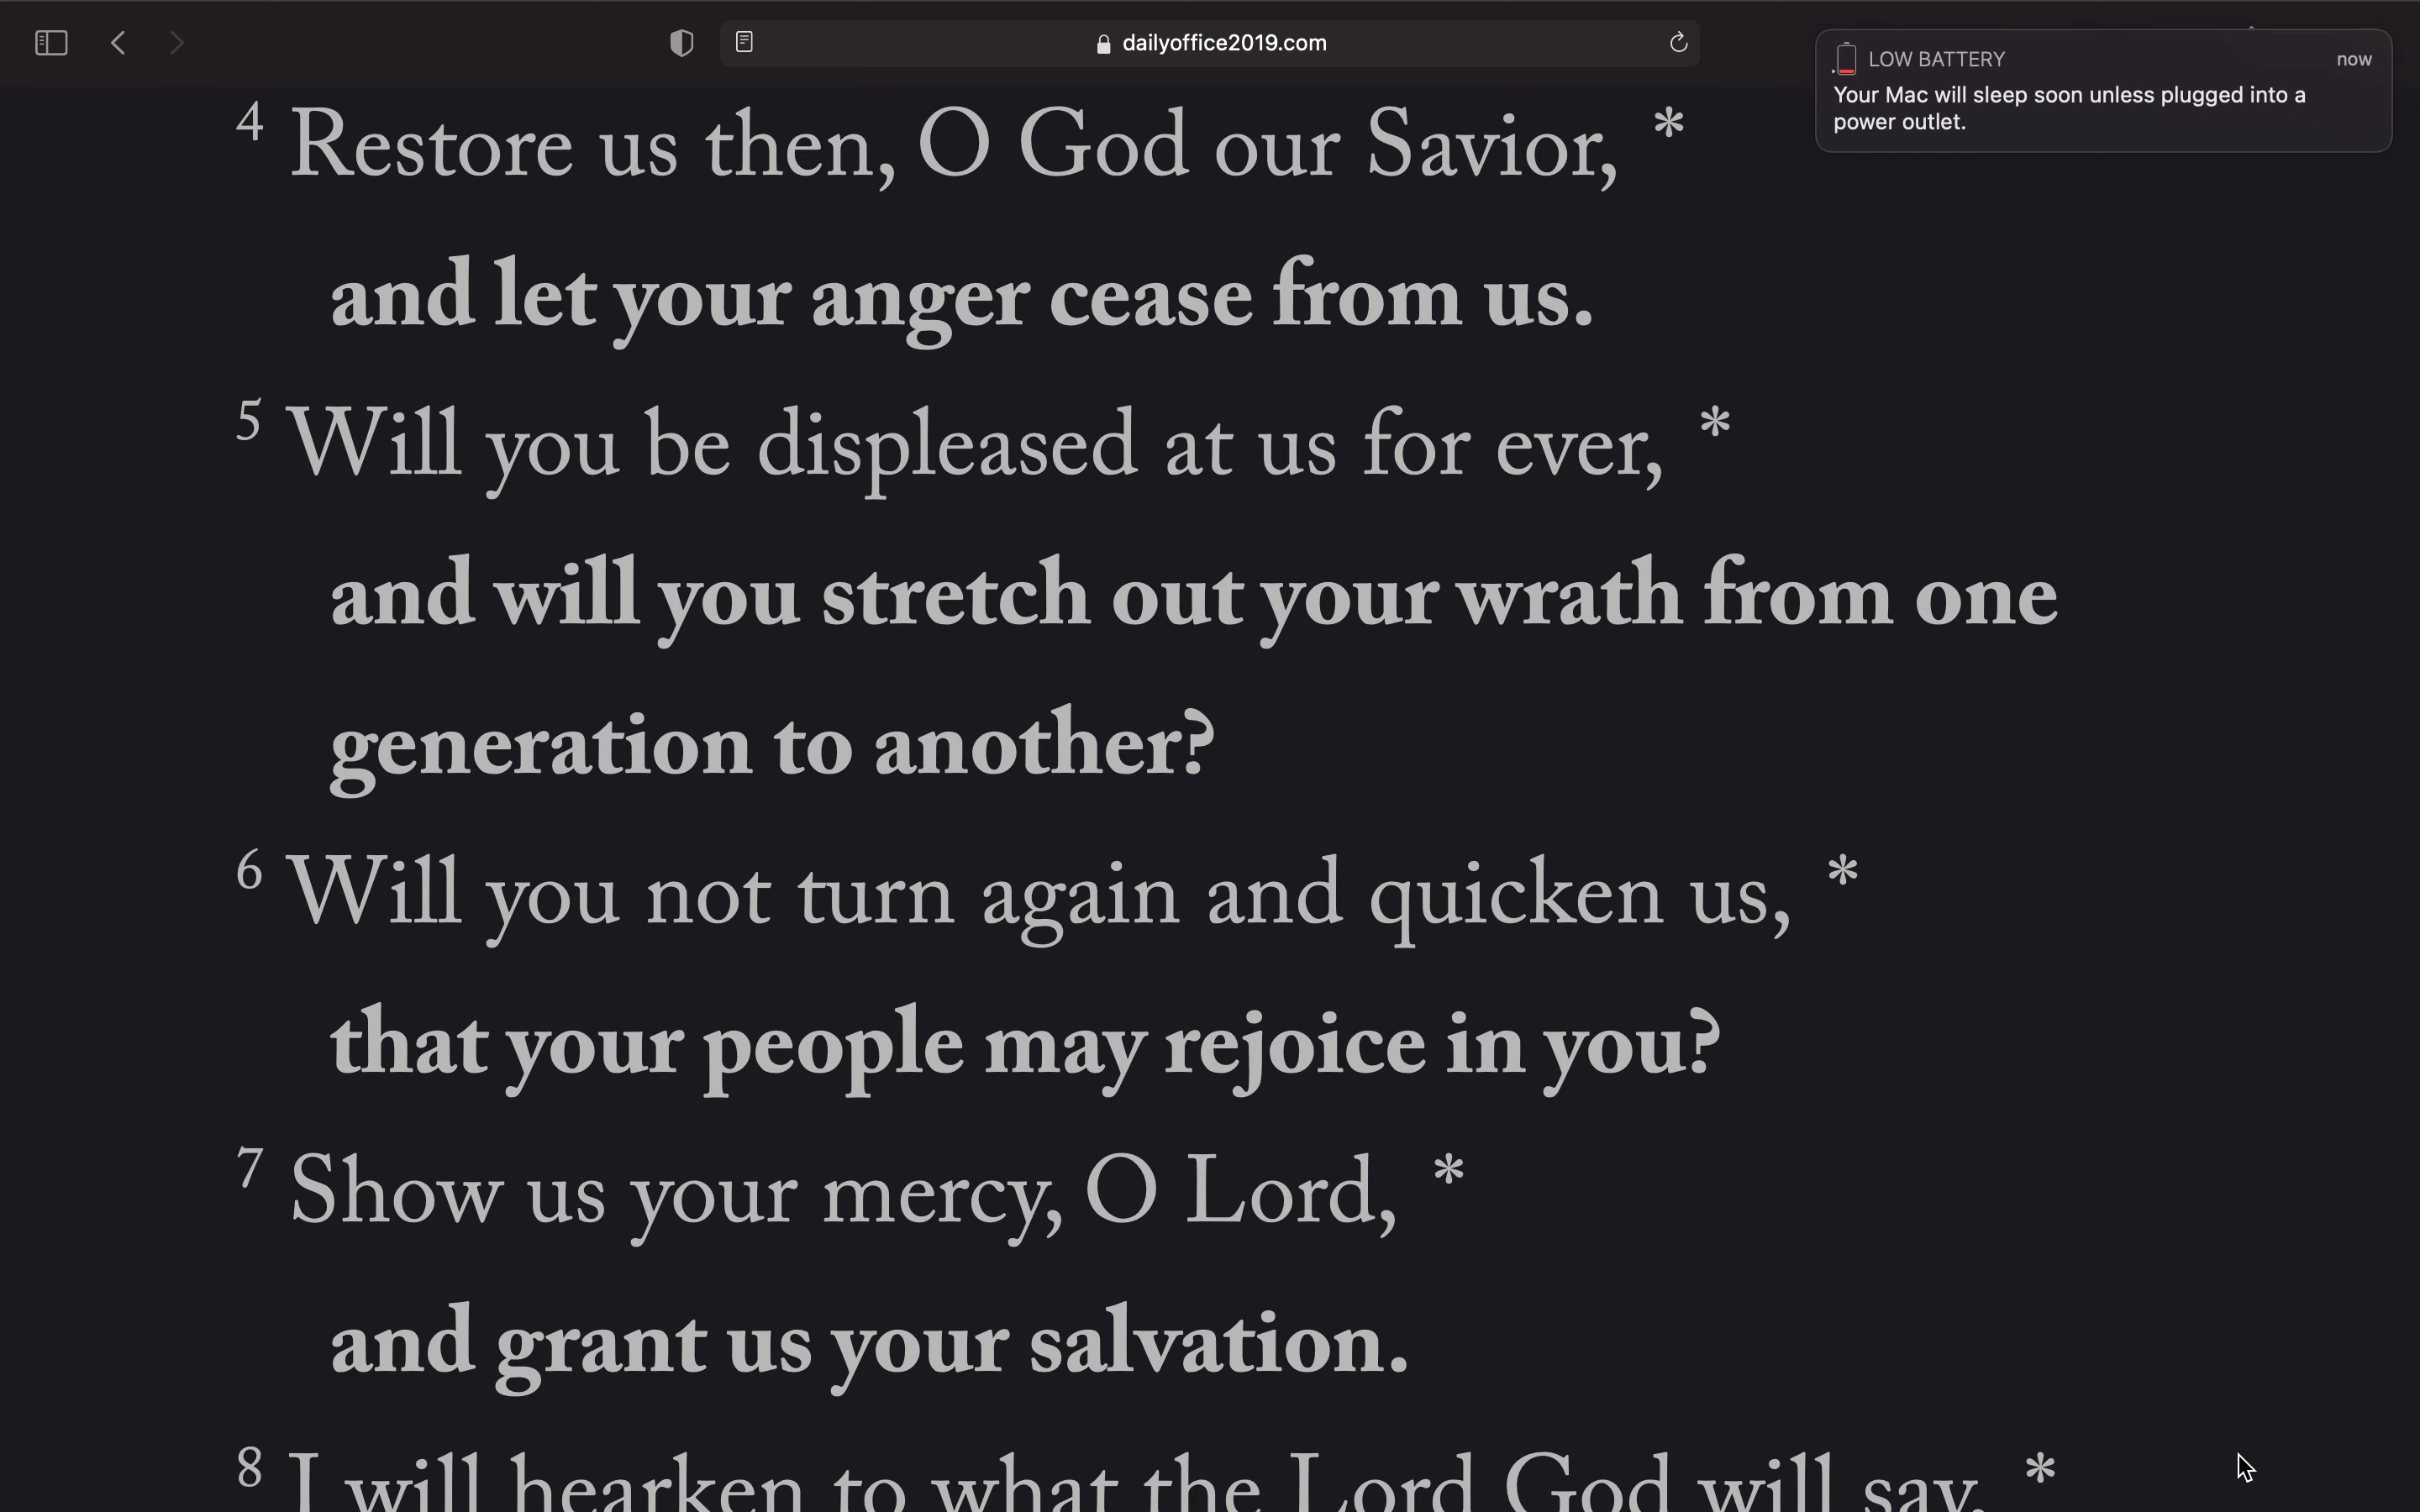 dailyoffice2019.com
LOW BATTERY now
Your Mac will sleep soon unless plugged into a
power outlet.
4 Restore us then, O God our Savior, *
and let your anger cease from us.
5 Will you be displeased at us for ever, *
and will you stretch out your wrath from one
generation to another?
6 Will you not turn again and quicken us, *
that your people may rejoice in you?
7 Show us your mercy, O Lord, *
and grant us your salvation.
8 I will hearken to what the Lord God will say, *